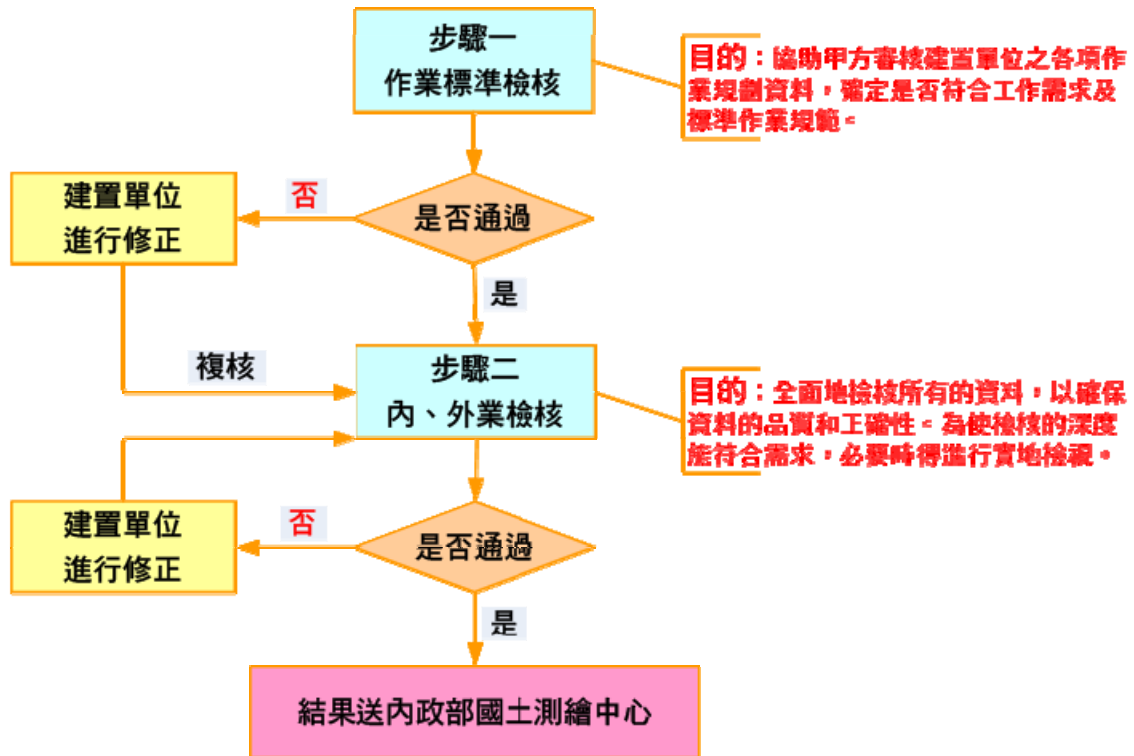 步驟一
作業標準檢核
目的：協助甲方審核建置單位之各項作
業規劃資料，確定是否符合工作需求及
標準作業規範。
建置單位
進行修正
否
是否通過
是
複核
步驟二
內、外業檢核
目的：全面地檢核所有的資料，以確保
資料的品質和正確性。為使檢核的深度
能符合需求，必要時得進行實地檢視。
建置單位
進行修正
否
是否通過
是
結果送內政部國土測繪中心